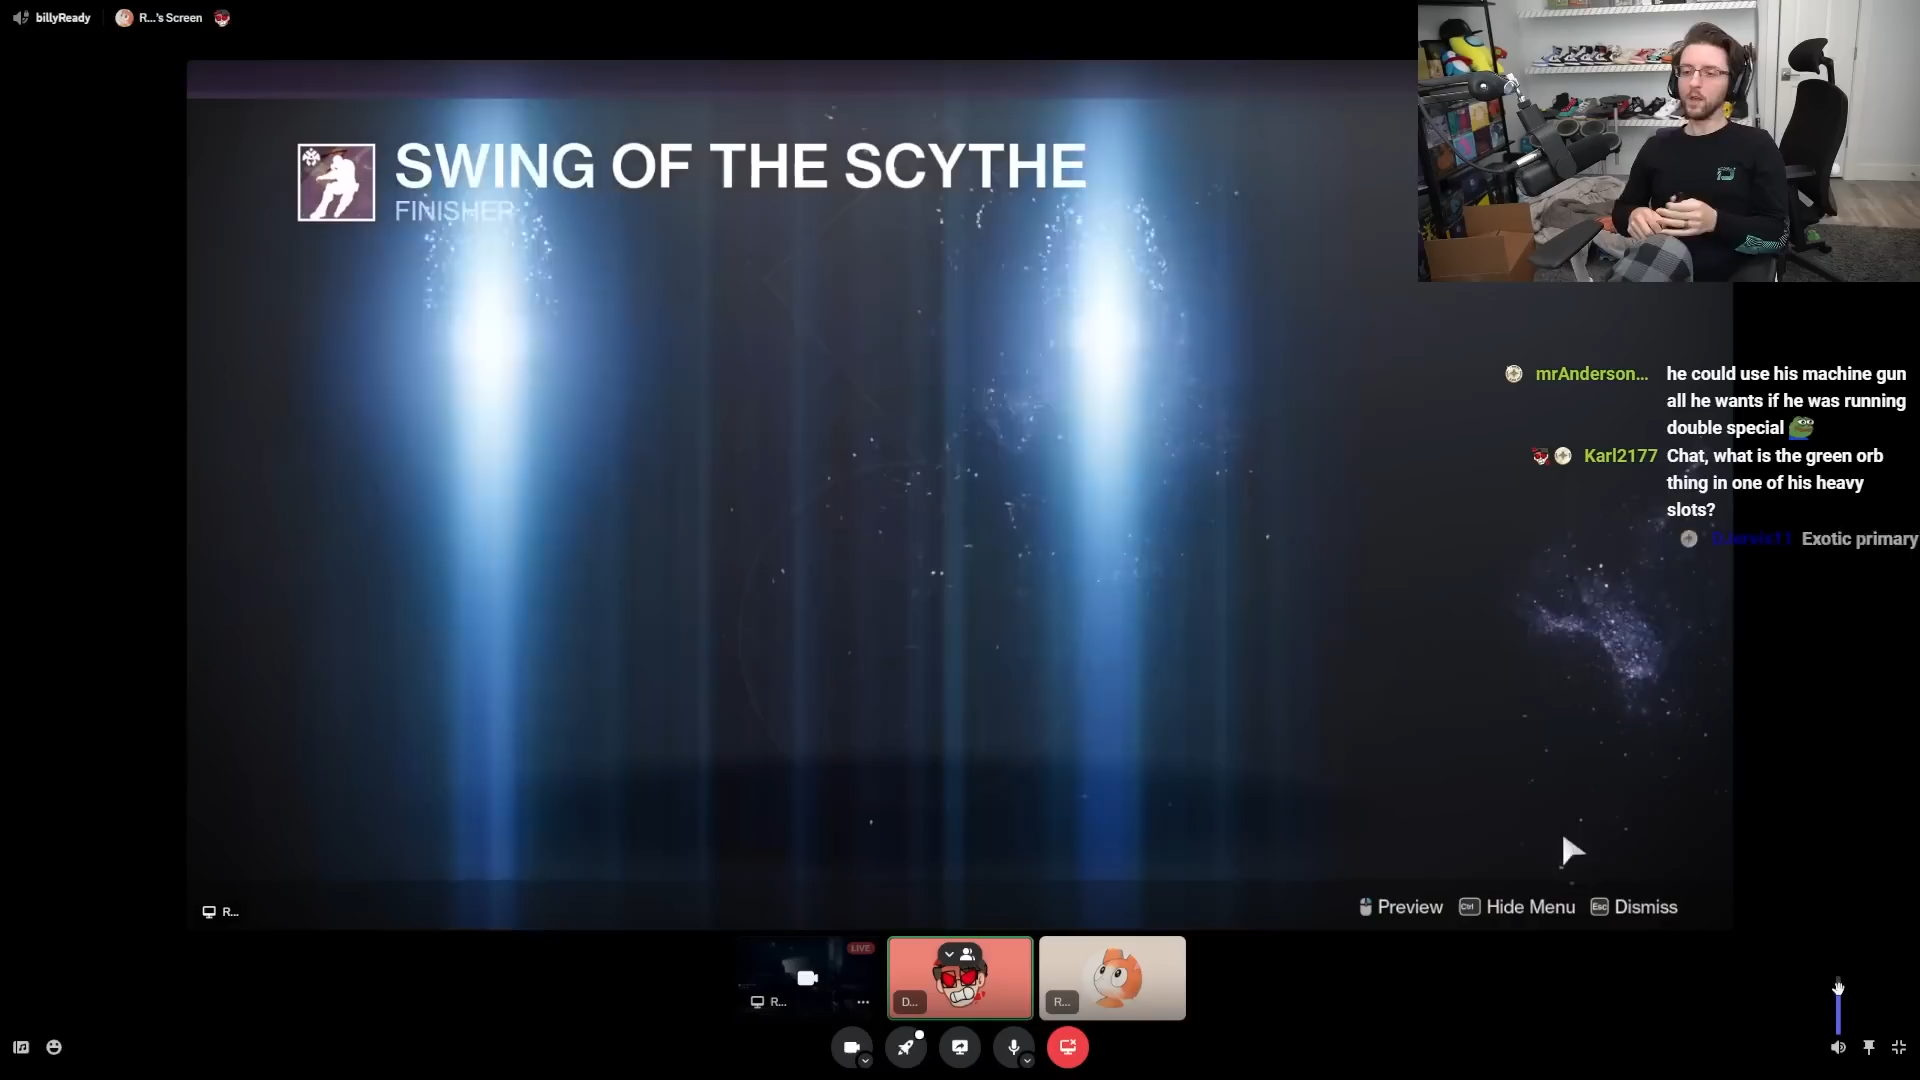 billyReady
R...'s Screen
SWING OF THE SCYTHE
FINISHER
mrAnderson...
he could use his machine gun
all he wants if he was running
double special
Karl2177
Chat, what is the green orb
thing in one of his heavy
slots?
Exotic primary
Preview
Ctrl
Hide Menu
Esc
Dismiss
R...
LIVE
R...
D...
R...